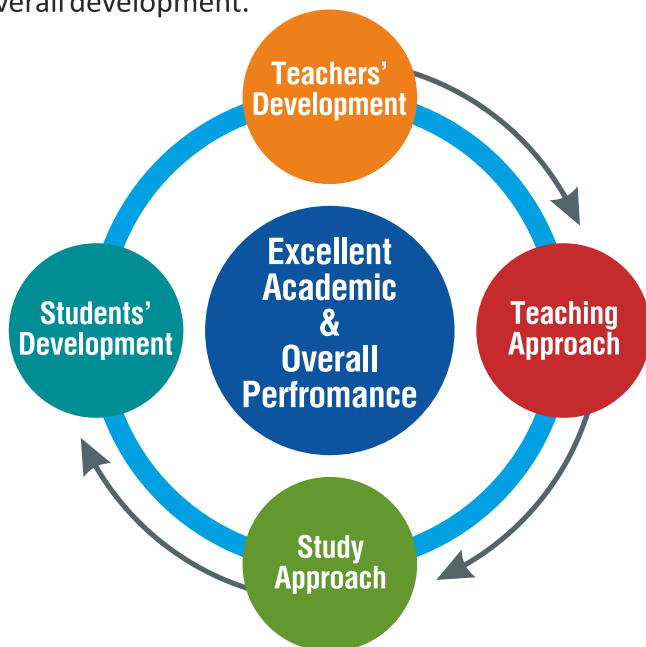 verall development.
Teachers’
Development
Excellent
Academic
&
Overall
Perfromance
Students’
Development
Teaching
Approach
Study
Approach